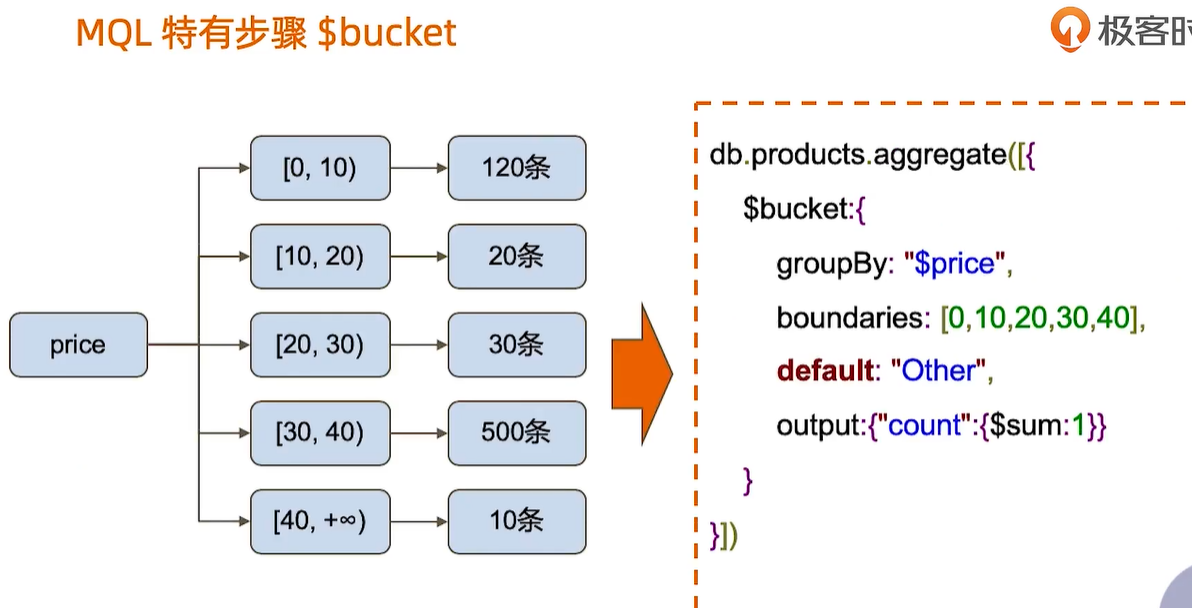 MQL 特有步骤 $bucket
极客时
price
[0, 10)
120条
[10, 20)
20条
[20, 30)
30条
[30, 40)
500条
[40, +∞)
10条
db.products.aggregate([{
$bucket:{
groupBy: "$price",
boundaries: [0,10,20,30,40],
default: "Other",
output:{"count":{$sum:1}}
}
}])